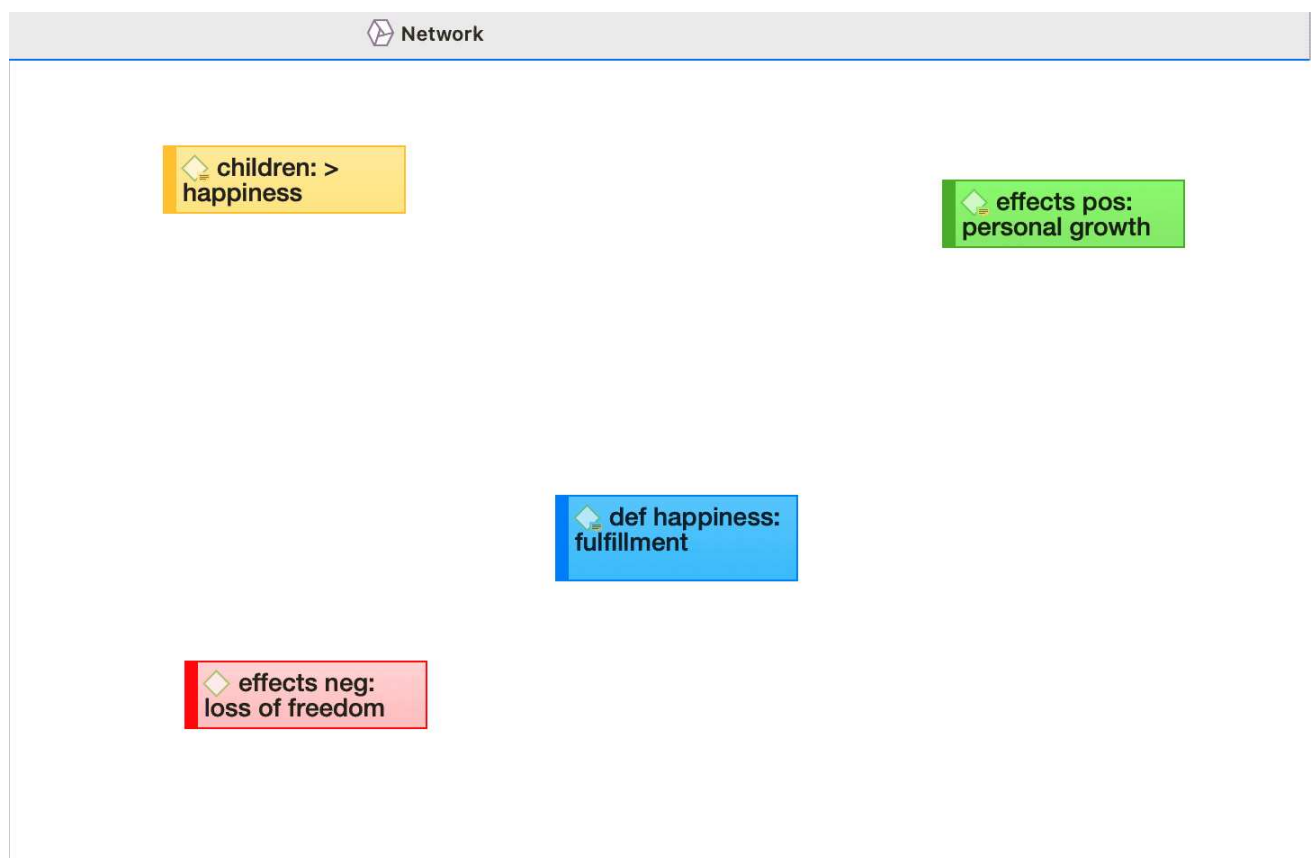 Network
children: >
happiness
effects pos:
personal growth
def happiness:
fulfillment
effects neg:
loss of freedom